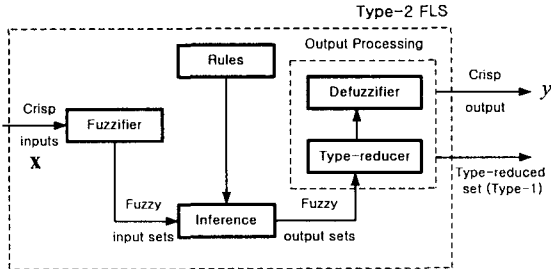 Type-2 FLS
Output Processing
Rules
Crisp
inputs
x
Fuzzifier
Defuzzifier
Crisp
output
y
Type-reducer
Type-reduced
set (Type-1)
Fuzzy
input sets
Inference
Fuzzy
output sets